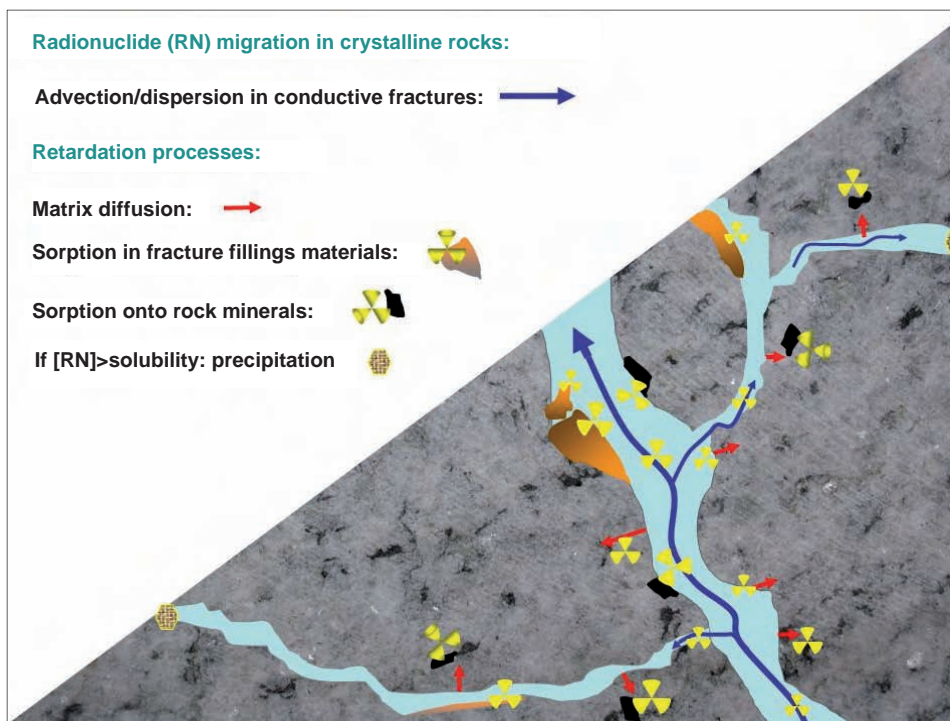 Radionuclide (RN) migration in crystalline rocks:
Advection/dispersion in conductive fractures:
Retardation processes:
Matrix diffusion:
Sorption in fracture fillings materials:
Sorption onto rock minerals:
If [RN]>solubility: precipitation